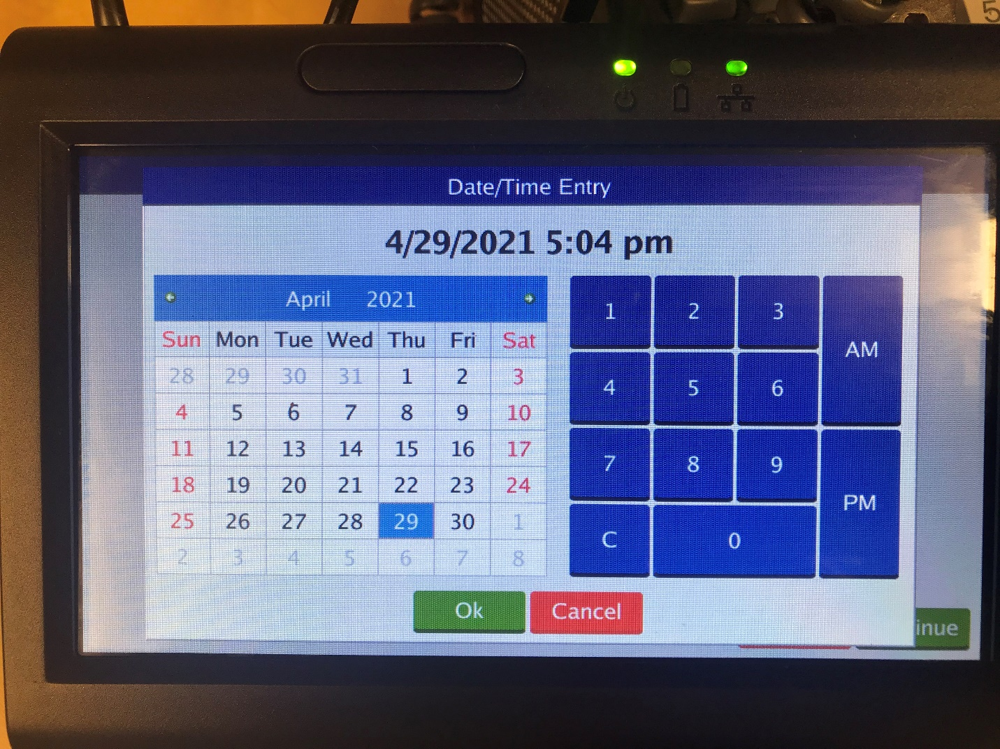 5
Date/Time Entry
4/29/2021 5:04 pm
April 2021
Sun Mon Tue Wed Thu Fri Sat
28 29 30 31 1 2 3
4 5 6 7 8 9 10
11 12 13 14 15 16 17
18 19 20 21 22 23 24
25 26 27 28 29 30 1
2 3 4 5 6 7 8
1 2 3 AM
4 5 6
7 8 9 PM
C 0
Ok Cancel
inue